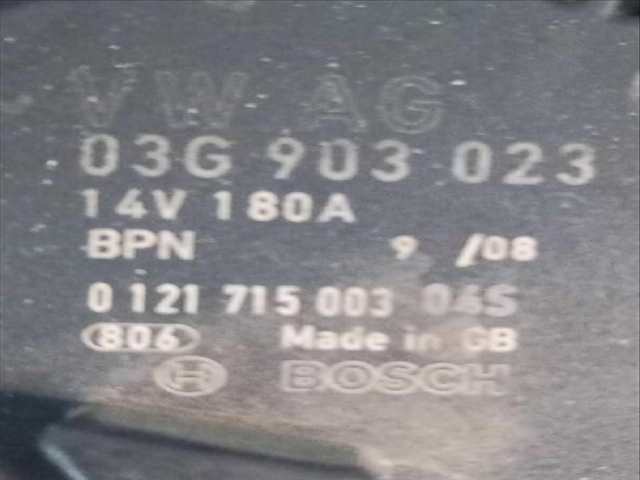 VW AG
03G 903 023
14V 180A
BPN 9 /08
0 121 715 003 04S
806 Made in GB
BOSCH